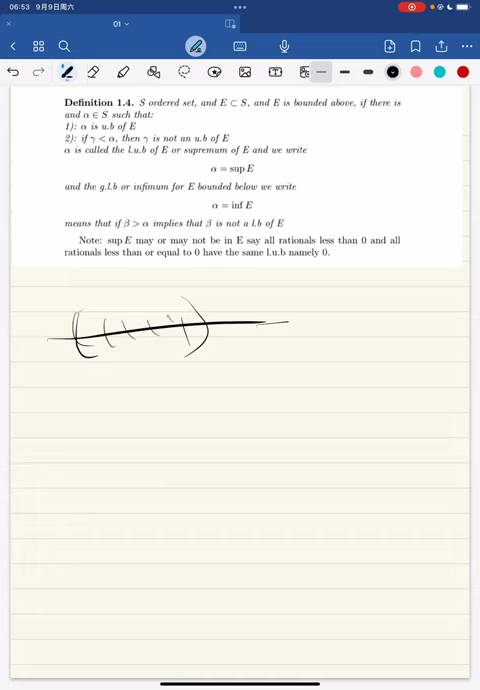 06:53 9月9日周六
01
Definition 1.4. S ordered set, and E ⊂ S, and E is bounded above, if there is
and α ∈ S such that:
1): α is u.b of E
2): if γ < α, then γ is not an u.b of E
α is called the l.u.b of E or supremum of E and we write
α = sup E
and the g.l.b or infimum for E bounded below we write
α = inf E
means that if β > α implies that β is not a l.b of E
Note: sup E may or may not be in E say all rationals less than 0 and all
rationals less than or equal to 0 have the same l.u.b namely 0.